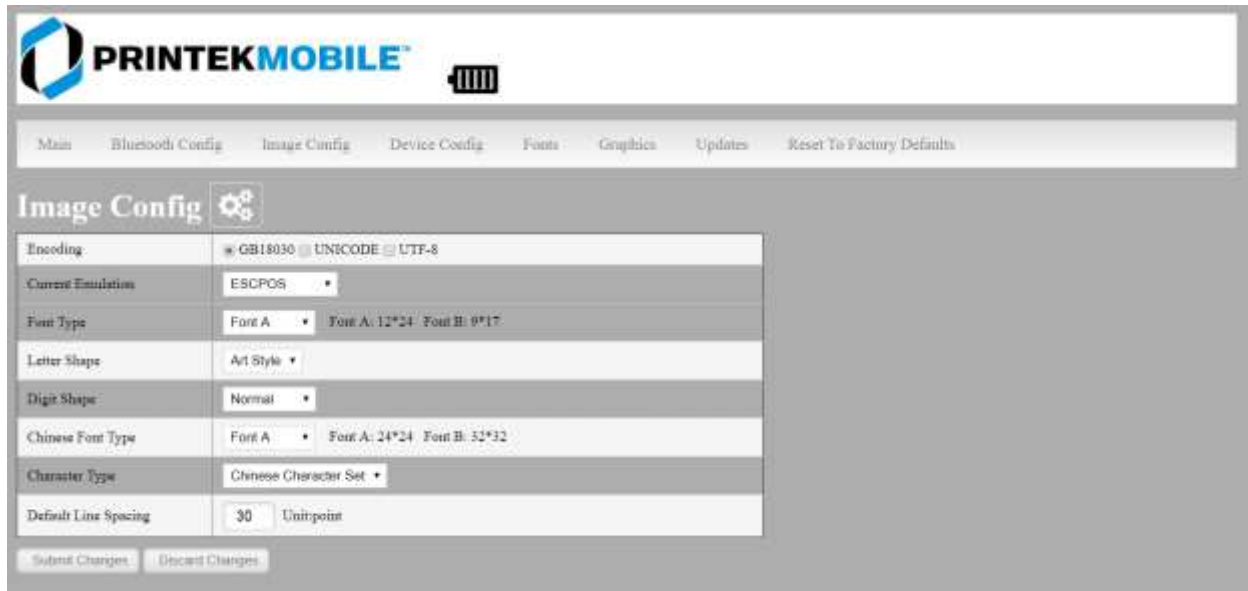 PRINTEKMOBILE™
Main Bluetooth Config Image Config Device Config Fonts Graphics Updates Reset To Factory Defaults
Image Config
Encoding GB18030 UNICODE UTF-8
Current Emulation ESCPOS
Font Type Font A Font A: 12*24 Font B: 9*17
Letter Shape Art Style
Digit Shape Normal
Chinese Font Type Font A Font A: 24*24 Font B: 32*32
Character Type Chinese Character Set
Default Line Spacing 30 Unit:point
Submit Changes Discard Changes